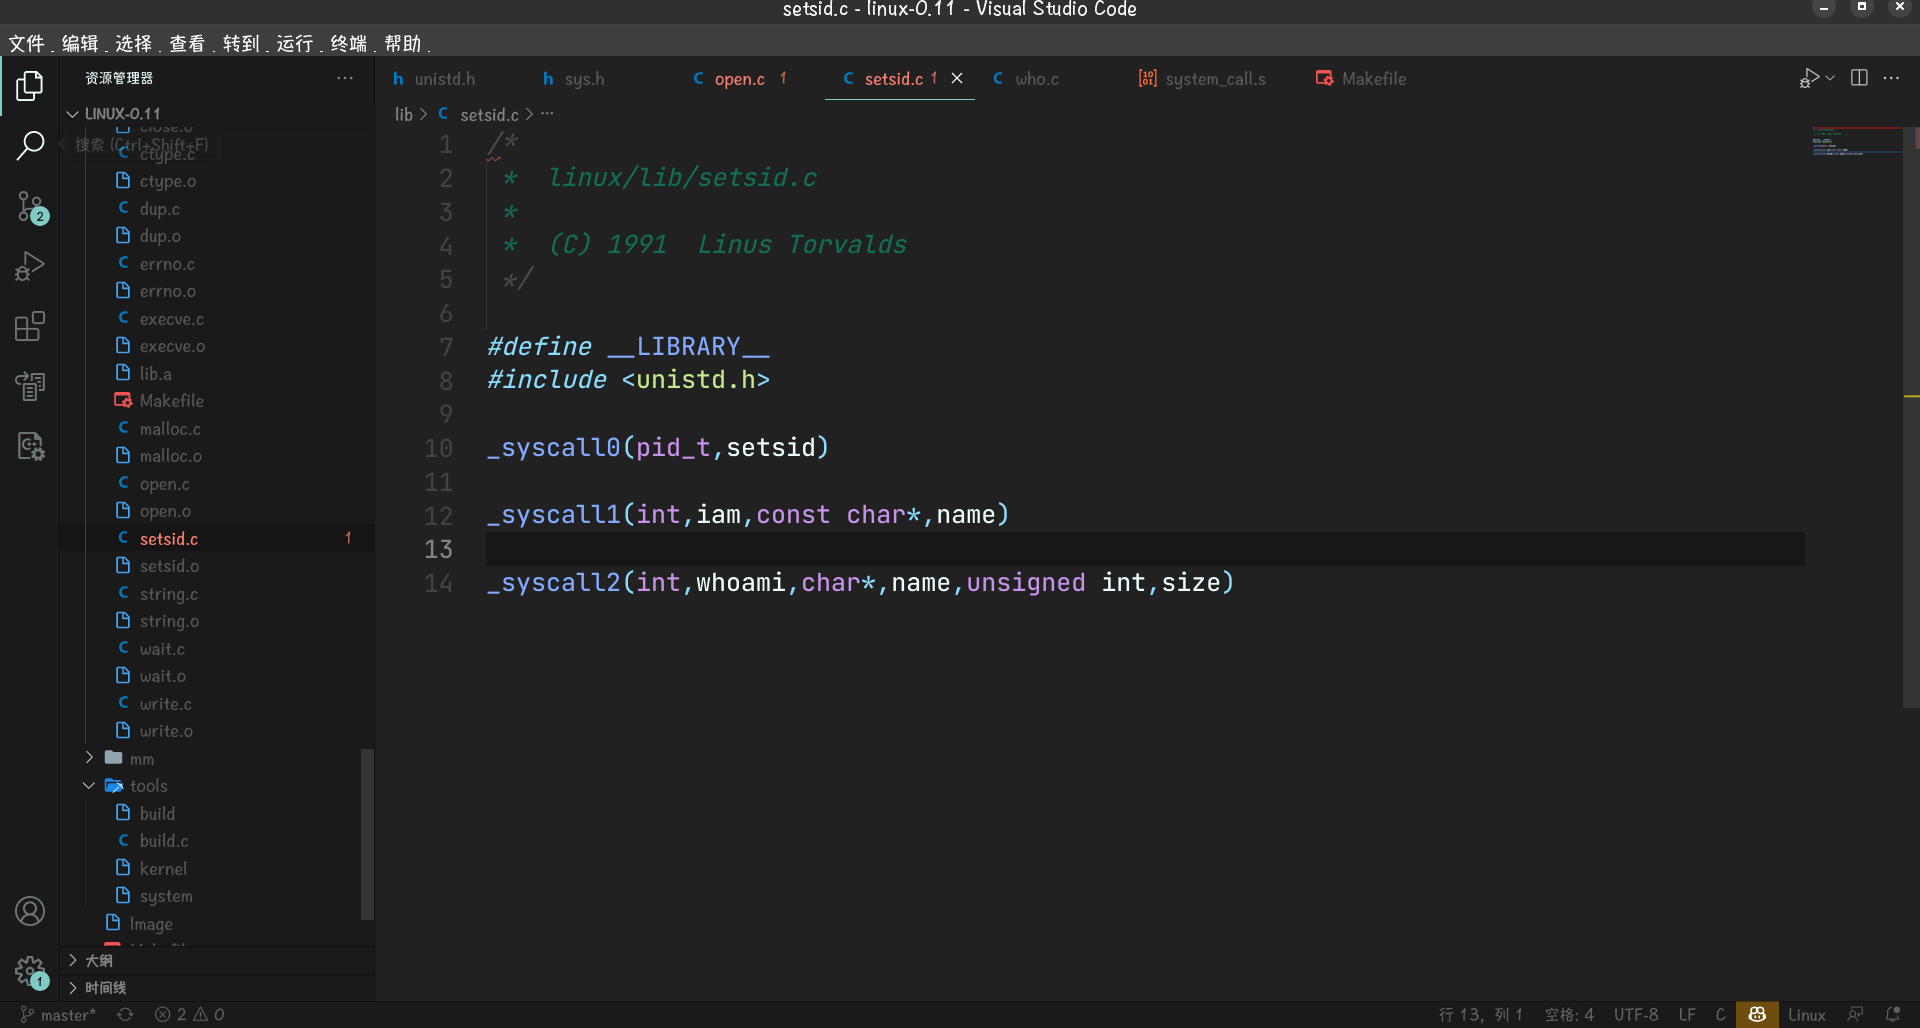 setsid.c - linux-0.11 - Visual Studio Code
文件 编辑 选择 查看 转到 运行 终端 帮助
资源管理器
unistd.h sys.h open.c 1 setsid.c 1 who.c system_call.s Makefile
LINUX-0.11
lib > C setsid.c > ...
close.o
搜索 (Ctrl+Shift+F)
ctype.c
ctype.o
dup.c
dup.o
errno.c
errno.o
execve.c
execve.o
lib.a
Makefile
malloc.c
malloc.o
open.c
open.o
setsid.c 1
setsid.o
string.c
string.o
wait.c
wait.o
write.c
write.o
mm
tools
build
build.c
kernel
system
Image
大纲
时间线
1 /*
2 * linux/lib/setsid.c
3 *
4 * (C) 1991 Linus Torvalds
5 */
6
7 #define __LIBRARY__
8 #include <unistd.h>
9
10 _syscall0(pid_t,setsid)
11
12 _syscall1(int,iam,const char*,name)
13
14 _syscall2(int,whoami,char*,name,unsigned int,size)
2
1
master* 2 0 行 13, 列 1 空格: 4 UTF-8 LF C Linux